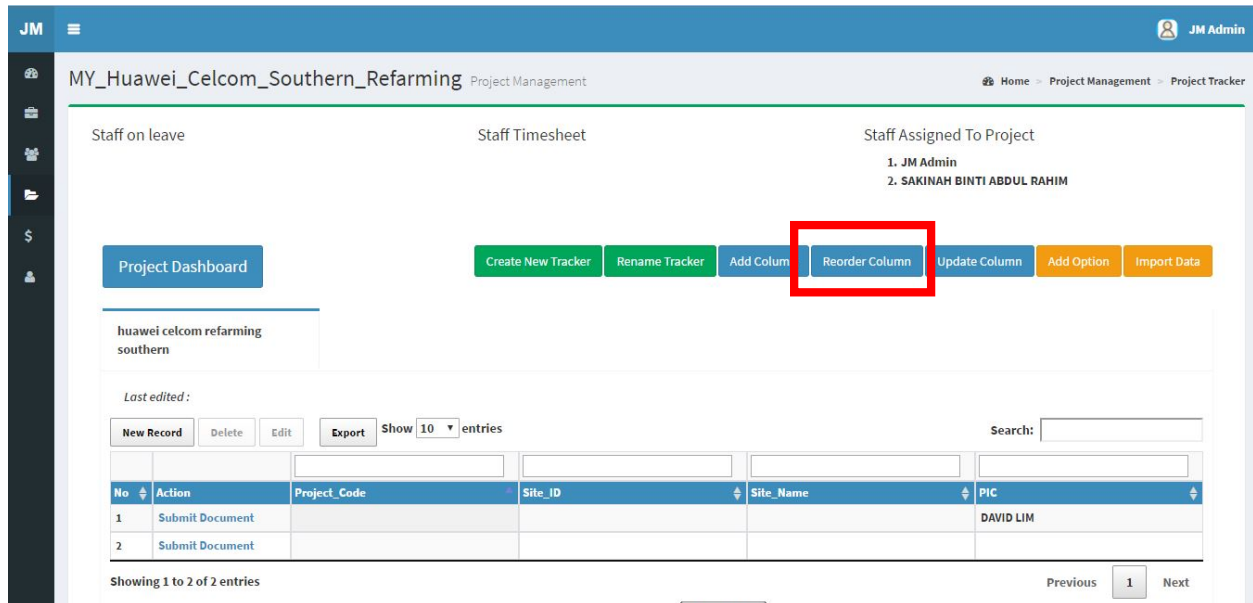 JM
JM Admin
MY_Huawei_Celcom_Southern_Refarming Project Management
Home > Project Management > Project Tracker
Staff on leave
Staff Timesheet
Staff Assigned To Project
1. JM Admin
2. SAKINAH BINTI ABDUL RAHIM
Project Dashboard
Create New Tracker
Rename Tracker
Add Colum
Reorder Column
Update Column
Add Option
Import Data
huawei celcom refarming
southern
Last edited :
New Record Delete Edit Export Show 10 entries
Search:
No Action Project_Code Site_ID Site_Name PIC
1 Submit Document DAVID LIM
2 Submit Document
Showing 1 to 2 of 2 entries
Previous 1 Next